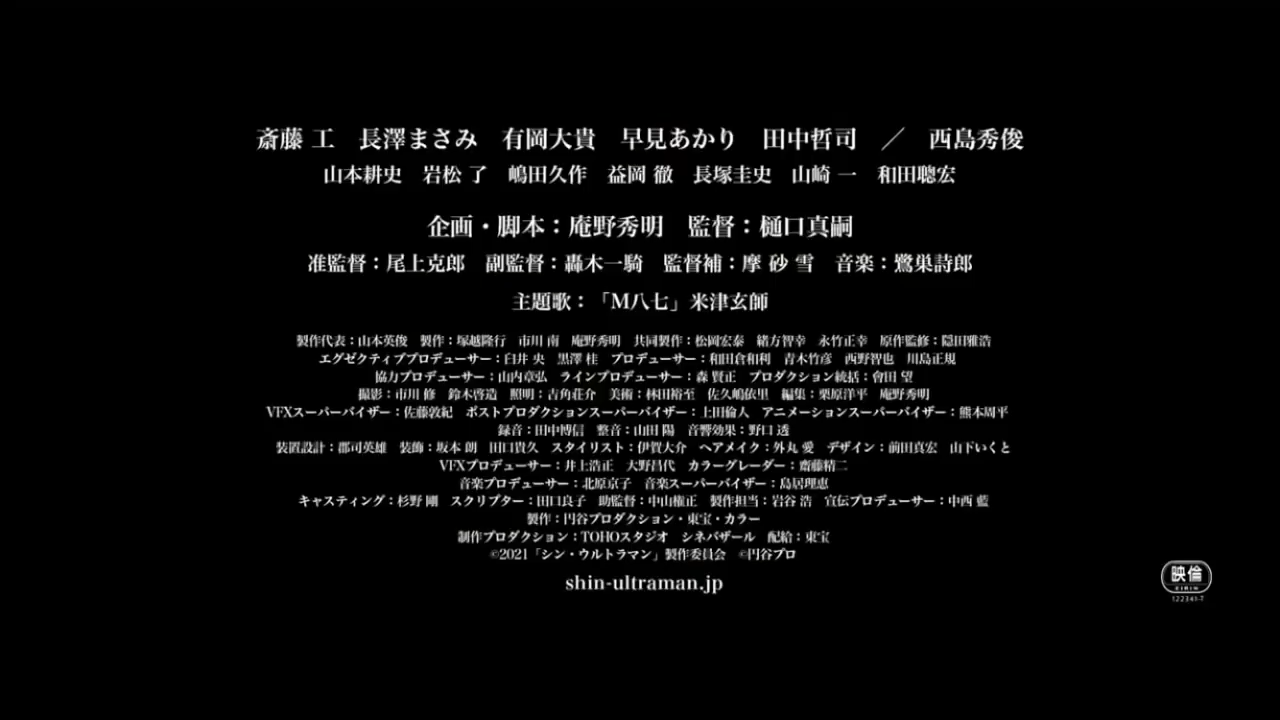 斎藤 工　長澤まさみ　有岡大貴　早見あかり　田中哲司　／　西島秀俊
山本耕史　岩松 了　嶋田久作　益岡 徹　長塚圭史　山崎 一　和田聰宏
企画・脚本：庵野秀明　監督：樋口真嗣
准監督：尾上克郎　副監督：轟木一騎　監督補：摩 砂 雪　音楽：鷺巣詩郎
主題歌：「M八七」米津玄師
製作代表：山本英俊　製作：塚越隆行　市川 南　庵野秀明　共同製作：松岡宏泰　緒方智幸　永竹正幸　原作監修：隠田雅浩
エグゼクティブプロデューサー：臼井 央　黒澤 桂　プロデューサー：和田倉和利　青木竹彦　西野智也　川島正規
協力プロデューサー：山内章弘　ラインプロデューサー：森 賢正　プロダクション統括：會田 望
撮影：市川 修　鈴木啓造　照明：吉角荘介　美術：林田裕至　佐久嶋依里　編集：栗原洋平　庵野秀明
VFXスーパーバイザー：佐藤敦紀　ポストプロダクションスーパーバイザー：上田倫人　アニメーションスーパーバイザー：熊本周平
録音：田中博信　整音：山田 陽　音響効果：野口 透
装置設計：郡司英雄　装飾：坂本 朗　田口貴久　スタイリスト：伊賀大介　ヘアメイク：外丸 愛　デザイン：前田真宏　山下いくと
VFXプロデューサー：井上浩正　大野昌代　カラーグレーダー：齋藤精二
音楽プロデューサー：北原京子　音楽スーパーバイザー：島居理恵
キャスティング：杉野 剛　スクリプター：田口良子　助監督：中山権正　製作担当：岩谷 浩　宣伝プロデューサー：中西 藍
製作：円谷プロダクション・東宝・カラー
制作プロダクション：TOHOスタジオ　シネバザール　配給：東宝
©2021「シン・ウルトラマン」製作委員会　©円谷プロ
shin-ultraman.jp
映倫
EIRIN
122341-7